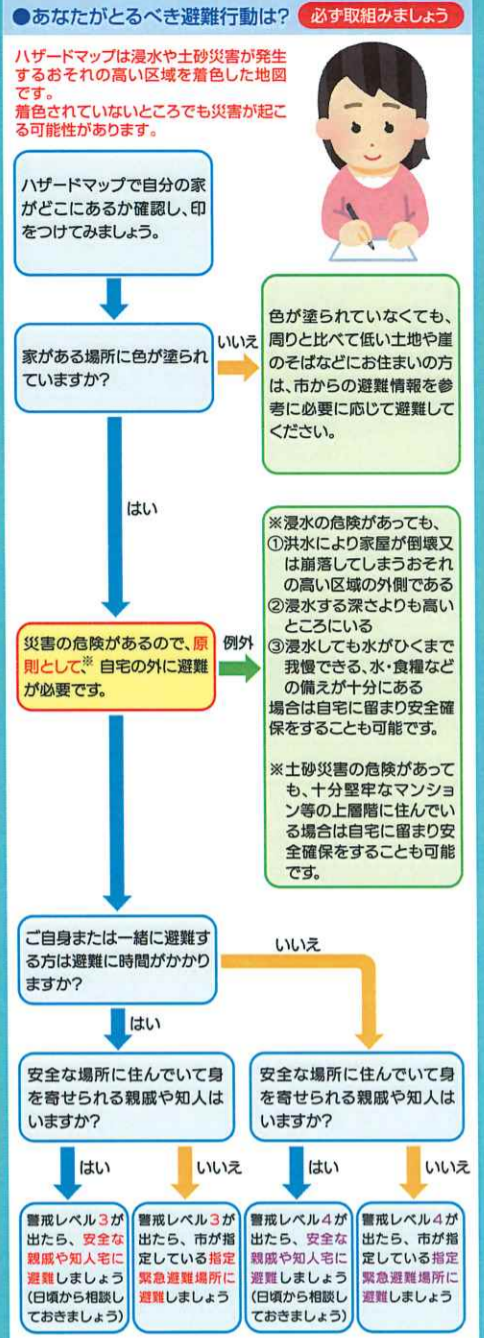 ●あなたがとるべき避難行動は?
必ず取組みましょう
ハザードマップは浸水や土砂災害が発生
するおそれの高い区域を着色した地図
です。
着色されていないところでも災害が起こ
る可能性があります。
ハザードマップで自分の家
がどこにあるか確認し、印
をつけてみましょう。
家がある場所に色が塗られ
ていますか?
いいえ
色が塗られていなくても、
周りと比べて低い土地や崖
のそばなどにお住まいの方
は、市からの避難情報を参
考に必要に応じて避難して
ください。
はい
災害の危険があるので、原
則として※、自宅の外に避難
が必要です。
例外
※浸水の危険があっても、
①洪水により家屋が倒壊又
は崩落してしまうおそれ
の高い区域の外側である
②浸水する深さよりも高い
ところにいる
③浸水しても水がひくまで
我慢できる、水・食糧など
の備えが十分にある
場合は自宅に留まり安全確
保をすることも可能です。
※土砂災害の危険があって
も、十分堅牢なマンショ
ン等の上層階に住んでい
る場合は自宅に留まり安
全確保をすることも可能
です。
ご自身または一緒に避難す
る方は避難に時間がかかり
ますか?
いいえ
はい
安全な場所に住んでいて身
を寄せられる親戚や知人は
いますか?
安全な場所に住んでいて身
を寄せられる親戚や知人は
いますか?
はい
いいえ
はい
いいえ
警戒レベル3が
出たら、安全な
親戚や知人宅に
避難しましょう
(日頃から相談し
ておきましょう)
警戒レベル3が
出たら、市が指
定している指定
緊急避難場所に
避難しましょう
警戒レベル4が
出たら、安全な
親戚や知人宅に
避難しましょう
(日頃から相談し
ておきましょう)
警戒レベル4が
出たら、市が指
定している指定
緊急避難場所に
避難しましょう